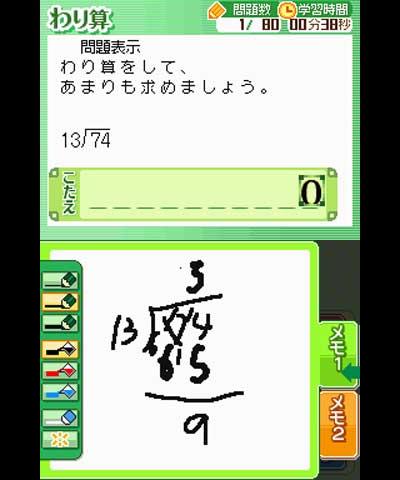 わり算
問題数
学習時間
1/ 80
00分38秒
問題表示
わり算をして、
あまりも求めましょう。
13 74
こたえ
0
5
13 74
65
9
メモ1
メモ2